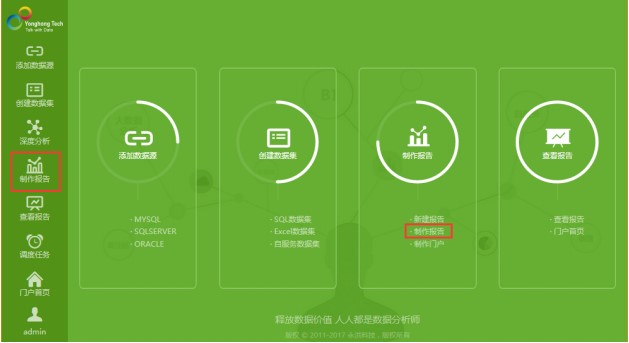 Yonghong Tech
Talk with Data
添加数据源
创建数据集
深度分析
制作报告
查看报告
调度任务
门户首页
admin
添加数据源
· MYSQL
· SQLSERVER
· ORACLE
创建数据集
· SQL数据集
· Excel数据集
· 自服务数据集
制作报告
· 新建报告
· 制作报告
· 制作门户
查看报告
· 查看报告
· 门户首页
释放数据价值 人人都是数据分析师
版权 © 2011-2017 永洪科技，版权所有